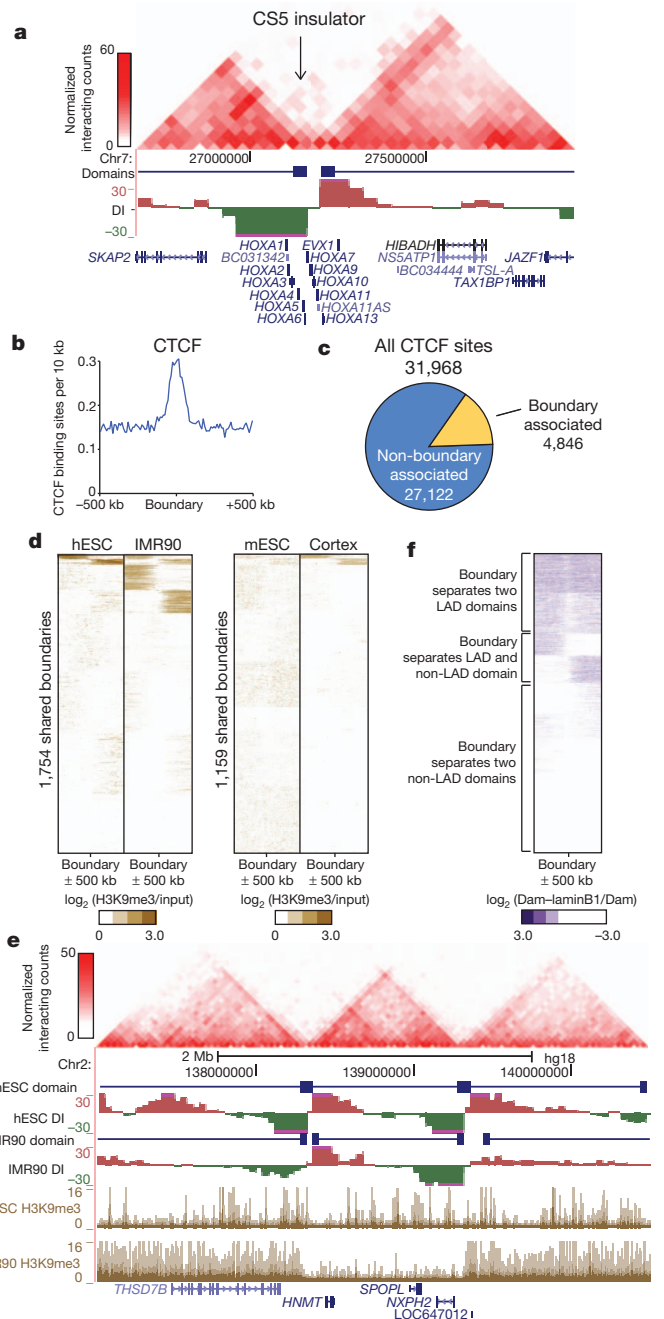 a
CS5 insulator
Normalized
interacting counts
60
0
Chr7:
27000000
27500000
Domains
30
DI
−30
HOXA1
EVX1
HIBADH
SKAP2
BC031342
HOXA7
NS5ATP1
JAZF1
HOXA2
HOXA9
BC034444
TSL-A
HOXA3
HOXA10
TAX1BP1
HOXA4
HOXA11
HOXA5
HOXA11AS
HOXA6
HOXA13
b
CTCF
CTCF binding sites per 10 kb
0.3
0.2
0.1
0
−500 kb
Boundary
+500 kb
c
All CTCF sites
31,968
Boundary
associated
4,846
Non-boundary
associated
27,122
d
hESC
IMR90
mESC
Cortex
1,754 shared boundaries
1,159 shared boundaries
Boundary
± 500 kb
Boundary
± 500 kb
Boundary
± 500 kb
Boundary
± 500 kb
log2 (H3K9me3/input)
0
3.0
log2 (H3K9me3/input)
0
3.0
f
Boundary
separates two
LAD domains
Boundary
separates LAD and
non-LAD domain
Boundary
separates two
non-LAD domains
Boundary
± 500 kb
log2 (Dam–laminB1/Dam)
3.0
−3.0
e
Normalized
interacting counts
50
0
2 Mb
hg18
Chr2:
138000000
139000000
140000000
ESC domain
30
hESC DI
−30
R90 domain
30
IMR90 DI
−30
SC H3K9me3
16
0
R90 H3K9me3
16
0
THSD7B
SPOPL
HNMT
NXPH2
LOC647012